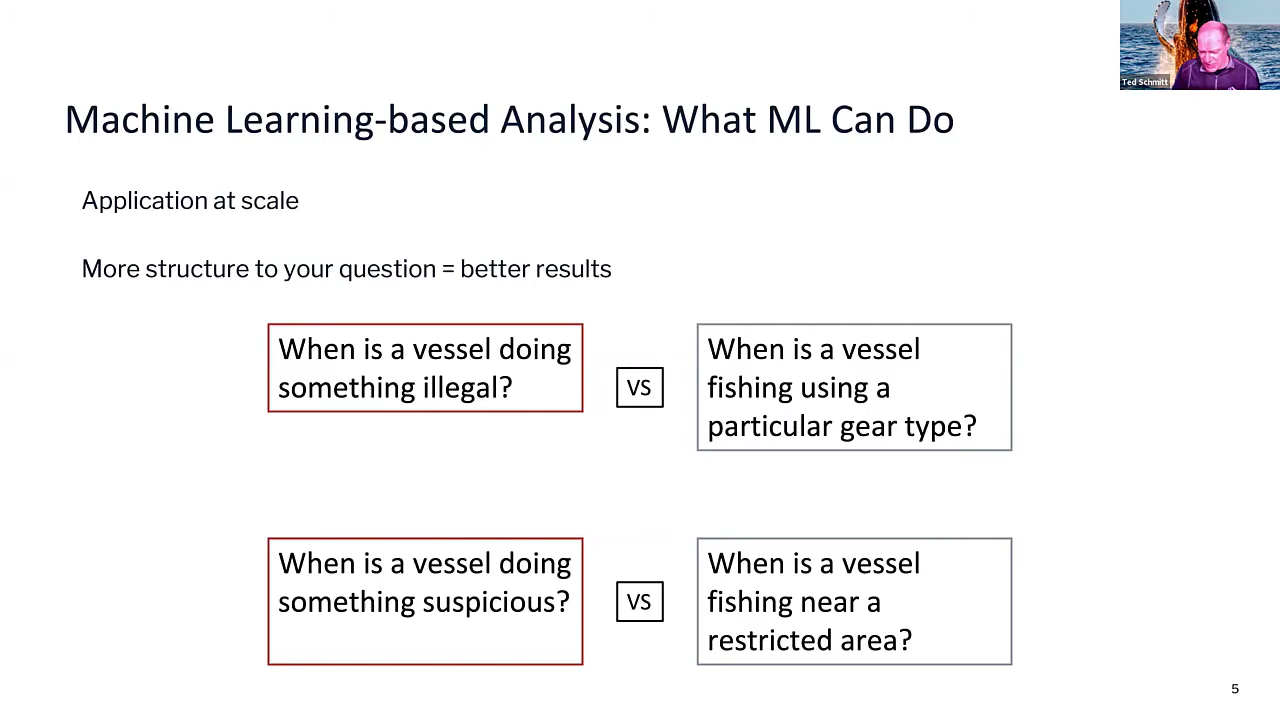 Ted Schmitt
Machine Learning-based Analysis: What ML Can Do
Application at scale
More structure to your question = better results
When is a vessel doing
something illegal?
VS
When is a vessel
fishing using a
particular gear type?
When is a vessel doing
something suspicious?
VS
When is a vessel
fishing near a
restricted area?
5